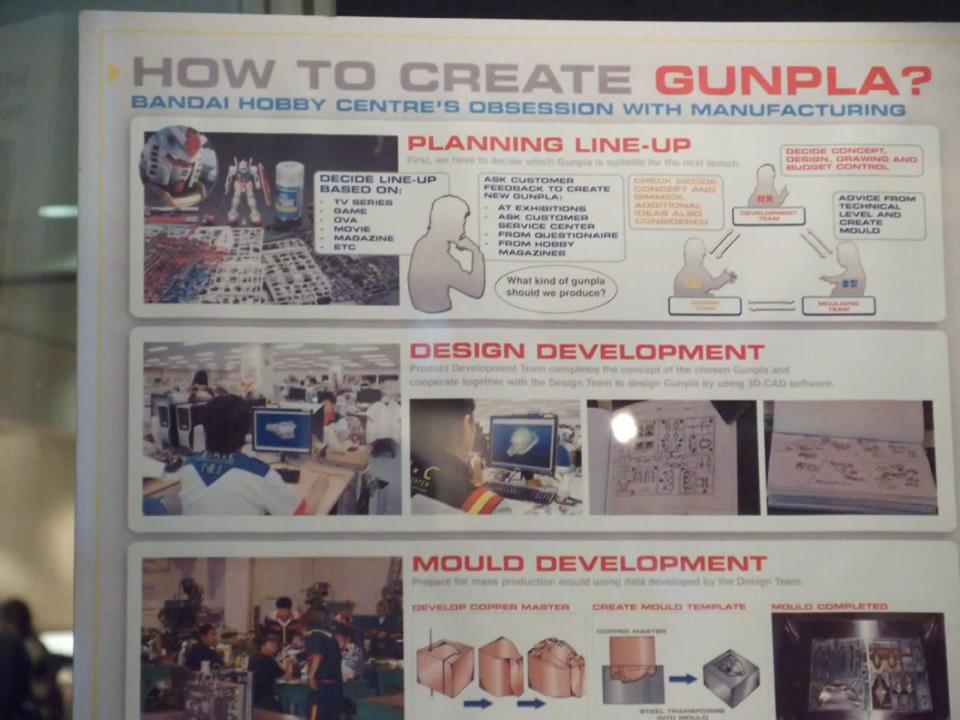 HOW TO CREATE GUNPLA?
BANDAI HOBBY CENTRE'S OBSESSION WITH MANUFACTURING
PLANNING LINE-UP
First, we have to decide which Gunpla is suitable for the next launch.
DECIDE LINE-UP
BASED ON:
- TV SERIES
- GAME
- OVA
- MOVIE
- MAGAZINE
- ETC
ASK CUSTOMER
FEEDBACK TO CREATE
NEW GUNPLA:
- AT EXHIBITIONS
- ASK CUSTOMER
SERVICE CENTER
- FROM QUESTIONAIRE
- FROM HOBBY
MAGAZINES
What kind of gunpla
should we produce?
CHECK DECIDE
CONCEPT AND
GIMMICK.
ADDITIONAL
IDEAS ALSO
CONSIDERED
DECIDE CONCEPT,
DESIGN, DRAWING AND
BUDGET CONTROL
ADVICE FROM
TECHNICAL
LEVEL AND
CREATE
MOULD
開発
DEVELOPMENT
TEAM
DESIGN
TEAM
MOULDING
TEAM
DESIGN DEVELOPMENT
Product Development Team completes the concept of the chosen Gunpla and
cooperate together with the Design Team to design Gunpla by using 3D-CAD software.
MOULD DEVELOPMENT
Prepare for mass production mould using data developed by the Design Team.
DEVELOP COPPER MASTER
CREATE MOULD TEMPLATE
MOULD COMPLETED
COPPER MASTER
STEEL TRANSFORMS
INTO MOULD